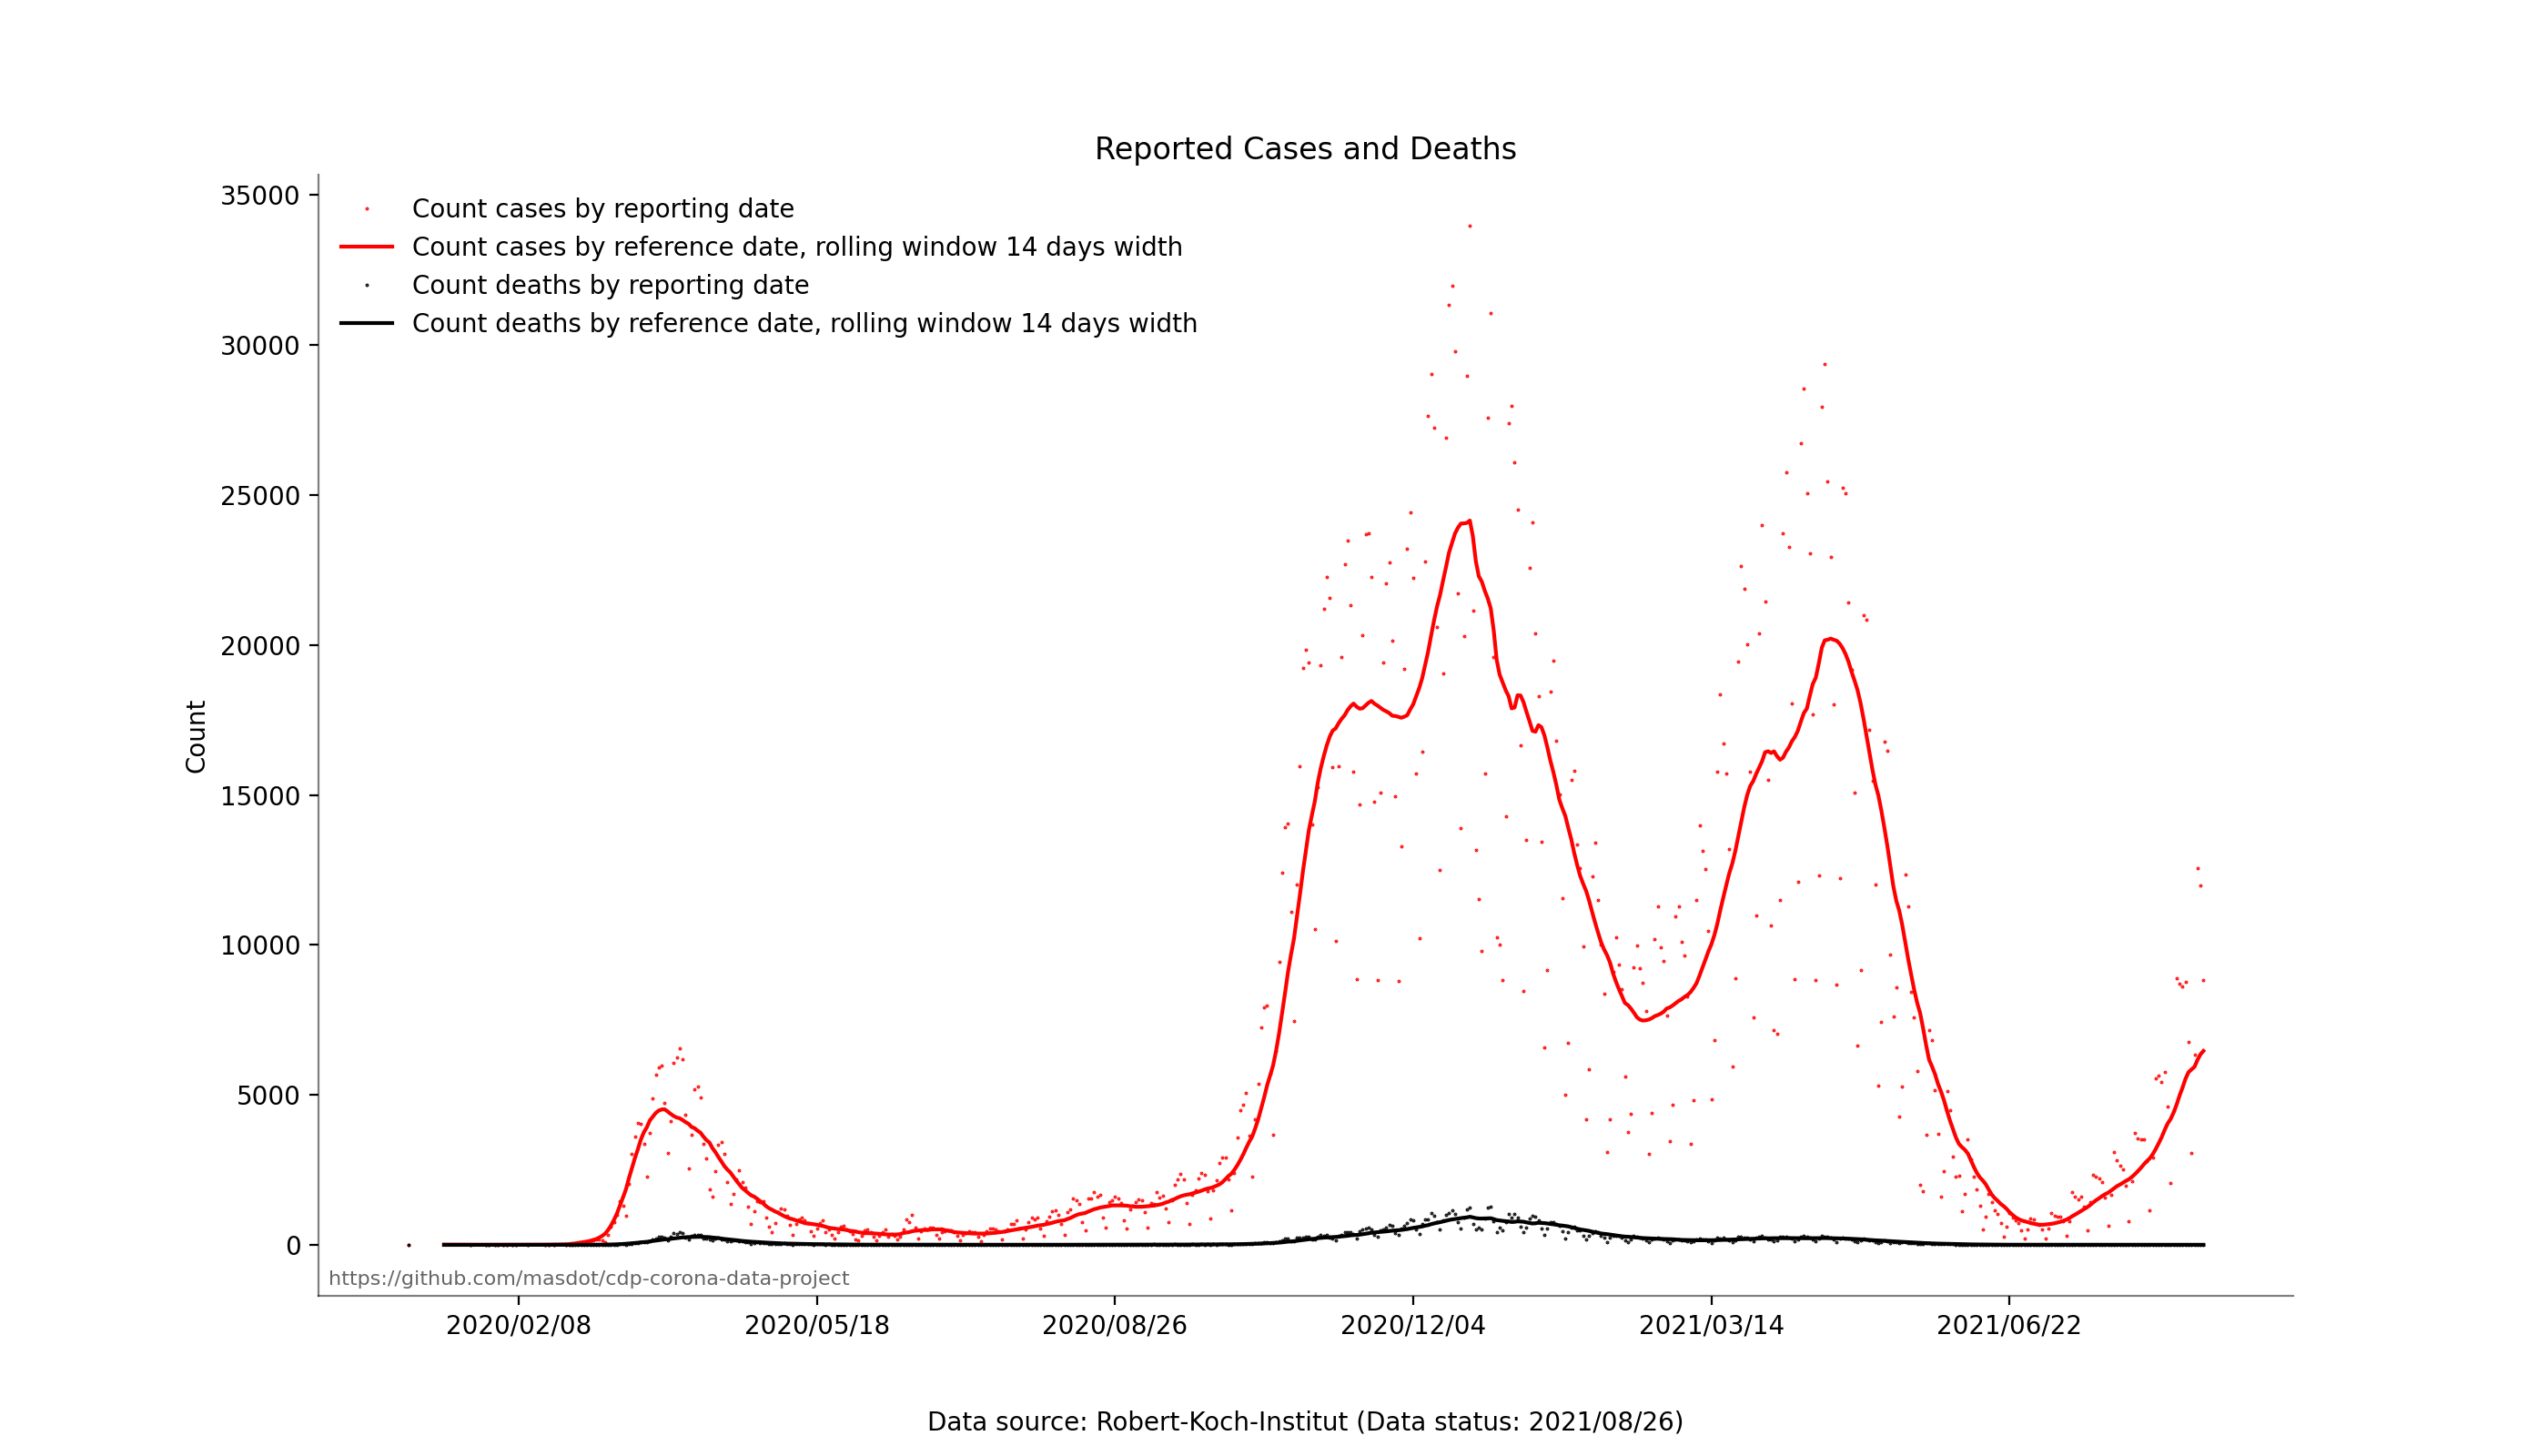 Reported Cases and Deaths
35000
30000
25000
20000
15000
10000
5000
0
Count
Count cases by reporting date
Count cases by reference date, rolling window 14 days width
Count deaths by reporting date
Count deaths by reference date, rolling window 14 days width
https://github.com/masdot/cdp-corona-data-project
2020/02/08 2020/05/18 2020/08/26 2020/12/04 2021/03/14 2021/06/22
Data source: Robert-Koch-Institut (Data status: 2021/08/26)